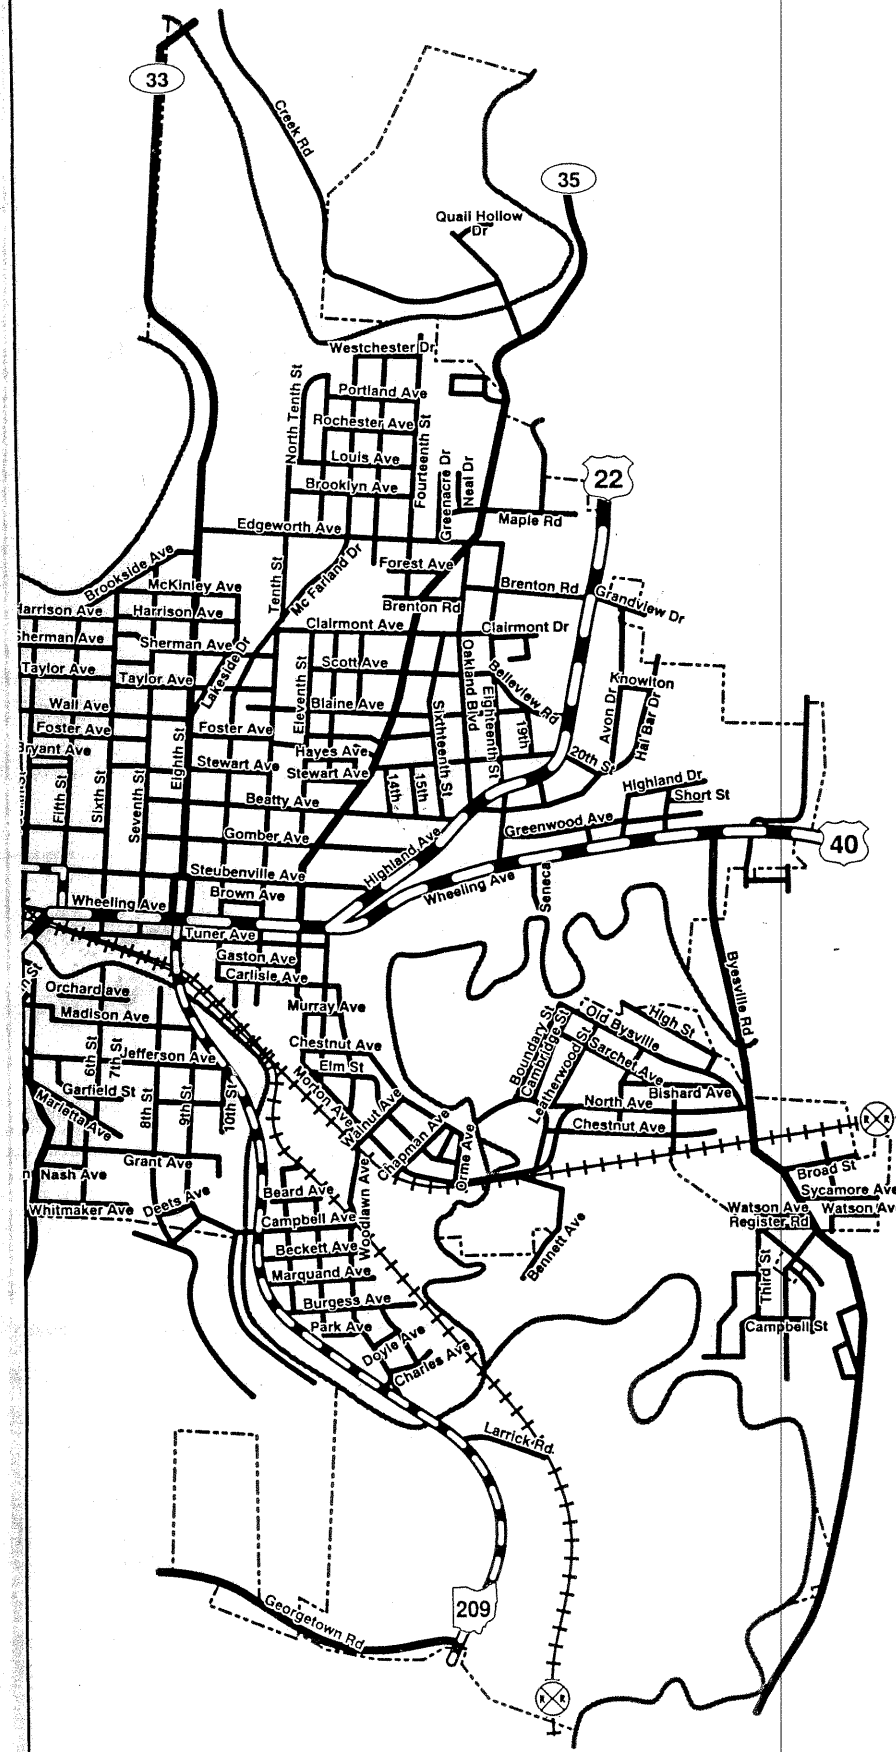 33
Creek Rd
35
Quail Hollow
Dr
Westchester Dr
North Tenth St
Portland Ave
Rochester Ave
Fourteenth St
Louis Ave
Brooklyn Ave
Greenacre Dr
Neal Dr
22
Maple Rd
Edgeworth Ave
Brookside Ave
Mc Farland Dr
Forest Ave
McKinley Ave
Tenth St
Brenton Rd
Grandview Dr
Harrison Ave
Harrison Ave
Brenton Rd
Clairmont Ave
Clairmont Dr
Sherman Ave
Sherman Ave
Lakeside Dr
Scott Ave
Oakland Blvd
Belleview Rd
Taylor Ave
Taylor Ave
Eleventh St
Knowlton
Avon Dr
Hal Bar Dr
Wall Ave
Blaine Ave
Sixthteenth St
Eighteenth St
19th
Foster Ave
Foster Ave
Eighth St
Bryant Ave
Hayes Ave
20th St
Stewart Ave
Stewart Ave
14th
15th
Highland Dr
Short St
Fifth St
Sixth St
Seventh St
Beatty Ave
Greenwood Ave
Gomber Ave
Highland Ave
40
Steubenville Ave
Brown Ave
Wheeling Ave
Wheeling Ave
Seneca
Tuner Ave
Gaston Ave
Carlisle Ave
Byesville Rd
Orchard ave
Madison Ave
Murray Ave
Boundary St
Cambridge St
Old Bysville
High St
6th St
7th St
Jefferson Ave
Chestnut Ave
Elm St
Leatherwood St
Sarchet Ave
Garfield St
Marietta Ave
8th St
9th St
10th St
Morton Ave
Walnut Ave
Bishard Ave
North Ave
Chestnut Ave
Chapman Ave
Orme Ave
R R
Grant Ave
Nash Ave
Broad St
Sycamore Ave
Whitmaker Ave
Deets Ave
Beard Ave
Woodlawn Ave
Watson Ave
Watson Av
Register Rd
Campbell Ave
Beckett Ave
Bennett Ave
Marquand Ave
Third St
Burgess Ave
Park Ave
Campbell St
Doyle Ave
Charles Ave
Larrick Rd.
209
Georgetown Rd
R R